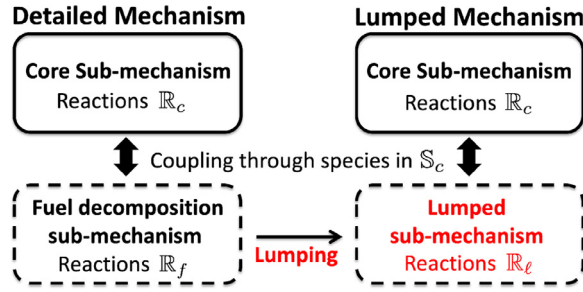 Detailed Mechanism
Lumped Mechanism
Core Sub-mechanism
Reactions ℝ_c
Core Sub-mechanism
Reactions ℝ_c
Coupling through species in 𝕊_c
Fuel decomposition
sub-mechanism
Reactions ℝ_f
Lumping
Lumped
sub-mechanism
Reactions ℝ_ℓ